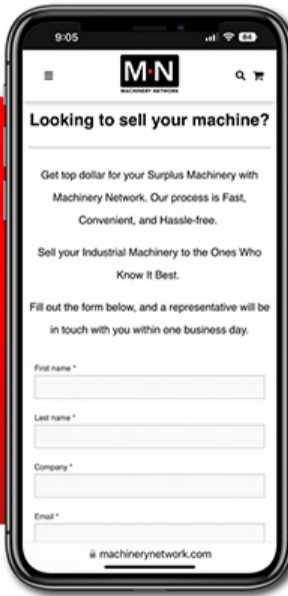 9:05
84
M·N
MACHINERY NETWORK
Looking to sell your machine?
Get top dollar for your Surplus Machinery with
Machinery Network. Our process is Fast,
Convenient, and Hassle-free.
Sell your Industrial Machinery to the Ones Who
Know It Best.
Fill out the form below, and a representative will be
in touch with you within one business day.
First name *
Last name *
Company *
Email *
machinerynetwork.com